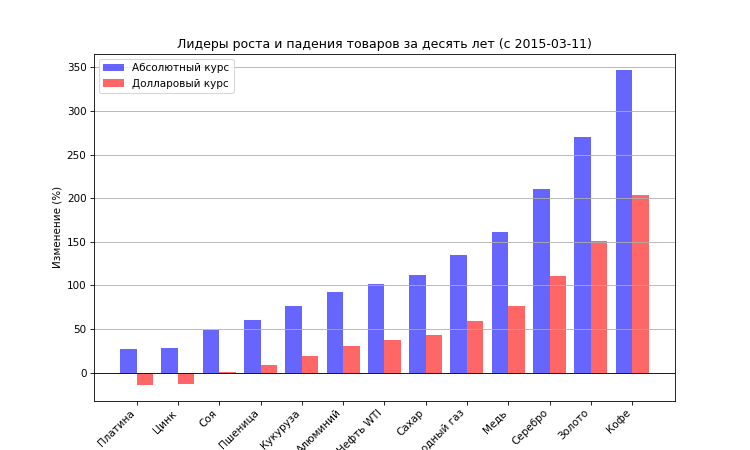 Лидеры роста и падения товаров за десять лет (с 2015-03-11)
Абсолютный курс
Долларовый курс
Изменение (%)
350
300
250
200
150
100
50
0
Платина
Цинк
Соя
Пшеница
Кукуруза
Алюминий
Нефть WTI
Сахар
газ
Медь
Серебро
Золото
Кофе